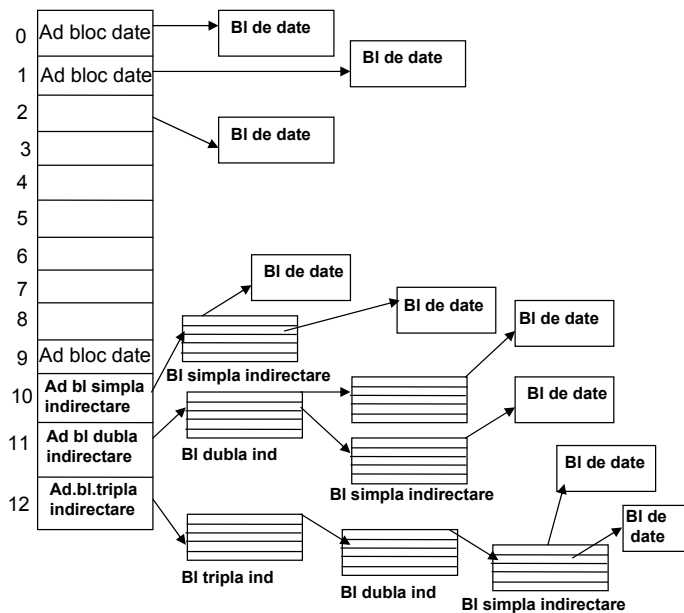 0 Ad bloc date Bl de date
1 Ad bloc date Bl de date
2
3 Bl de date
4
5
6
7 Bl de date
8 Bl de date
Bl de date
9 Ad bloc date
Bl simpla indirectare
10 Ad bl simpla
indirectare
Bl de date
11 Ad bl dubla
indirectare
Bl dubla ind
Bl simpla indirectare
Bl de date
12 Ad.bl.tripla
indirectare
Bl de
date
Bl tripla ind
Bl dubla ind
Bl simpla indirectare